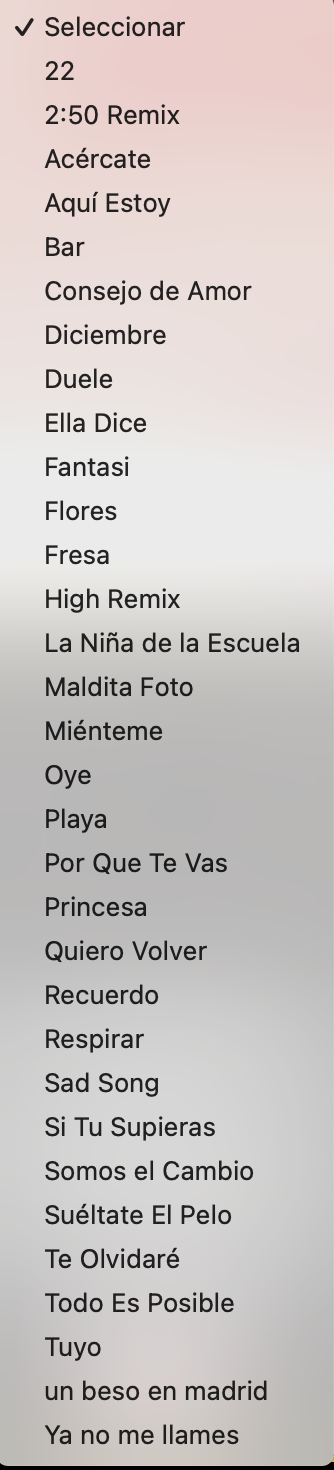 Seleccionar
22
2:50 Remix
Acércate
Aquí Estoy
Bar
Consejo de Amor
Diciembre
Duele
Ella Dice
Fantasi
Flores
Fresa
High Remix
La Niña de la Escuela
Maldita Foto
Miénteme
Oye
Playa
Por Que Te Vas
Princesa
Quiero Volver
Recuerdo
Respirar
Sad Song
Si Tu Supieras
Somos el Cambio
Suéltate El Pelo
Te Olvidaré
Todo Es Posible
Tuyo
un beso en madrid
Ya no me llames